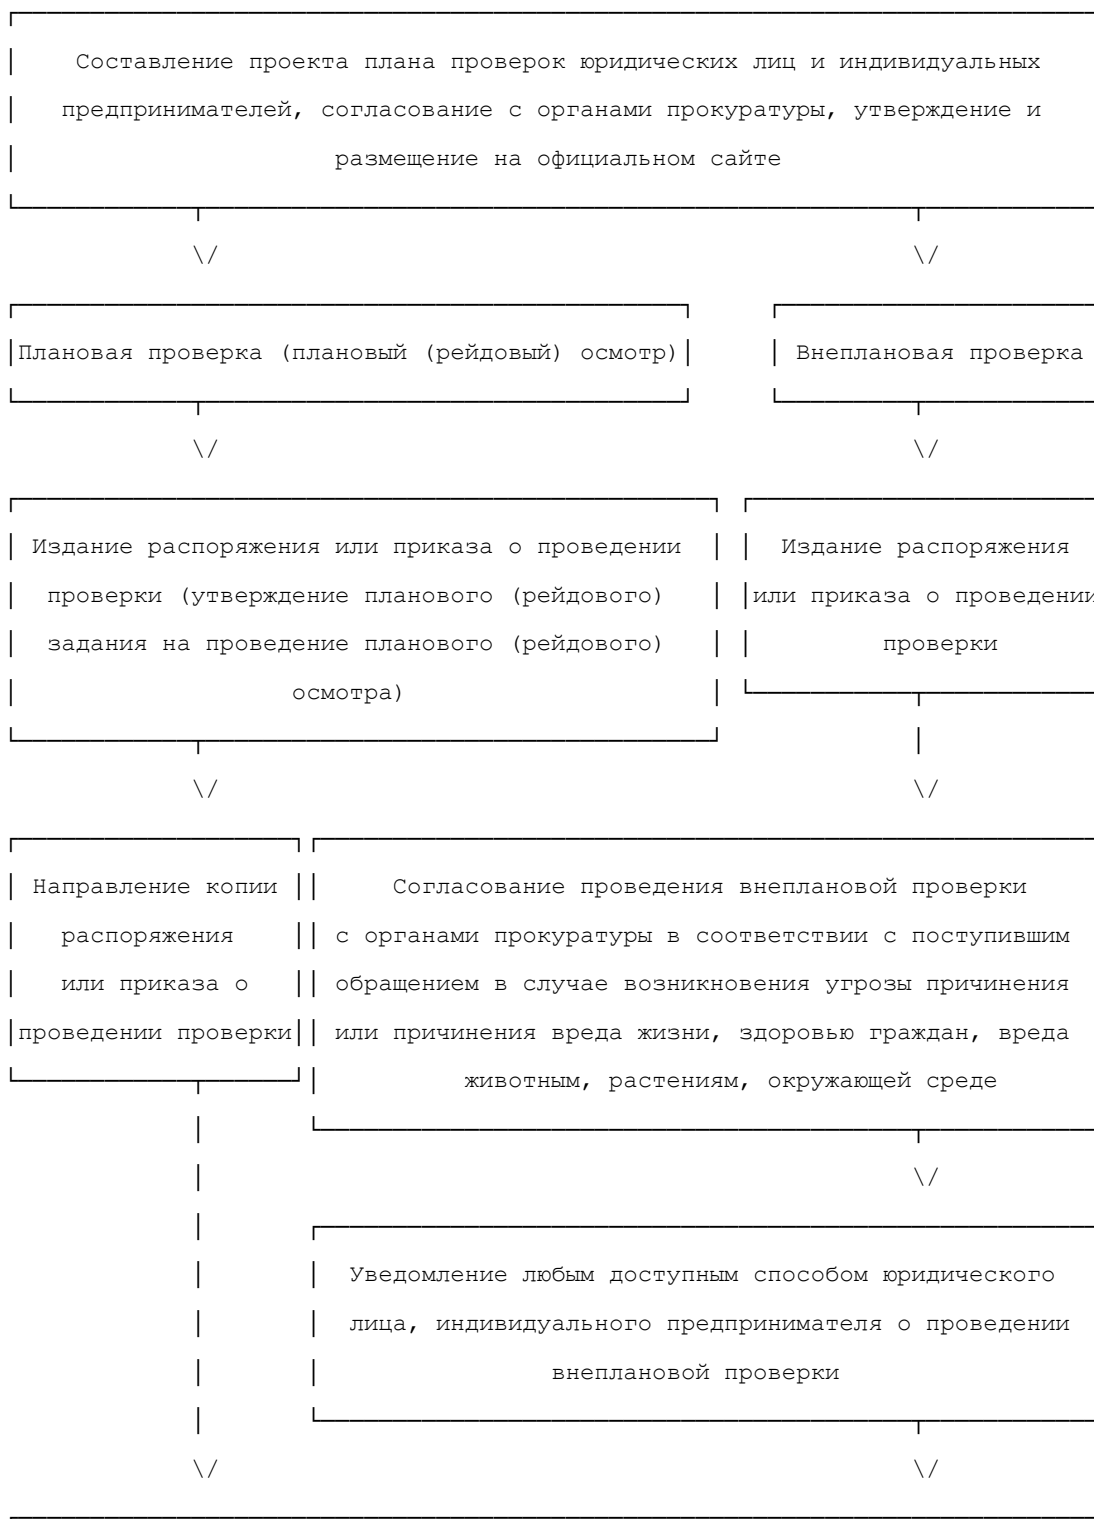 Составление проекта плана проверок юридических лиц и индивидуальных
предпринимателей, согласование с органами прокуратуры, утверждение и
размещение на официальном сайте
\/ \/
Плановая проверка (плановый (рейдовый) осмотр)
Внеплановая проверка
\/ \/
Издание распоряжения или приказа о проведении
проверки (утверждение планового (рейдового)
задания на проведение планового (рейдового)
осмотра)
Издание распоряжения
или приказа о проведении
проверки
\/ \/
Направление копии
распоряжения
или приказа о
проведении проверки
Согласование проведения внеплановой проверки
с органами прокуратуры в соответствии с поступившим
обращением в случае возникновения угрозы причинения
или причинения вреда жизни, здоровью граждан, вреда
животным, растениям, окружающей среде
\/
Уведомление любым доступным способом юридического
лица, индивидуального предпринимателя о проведении
внеплановой проверки
\/ \/